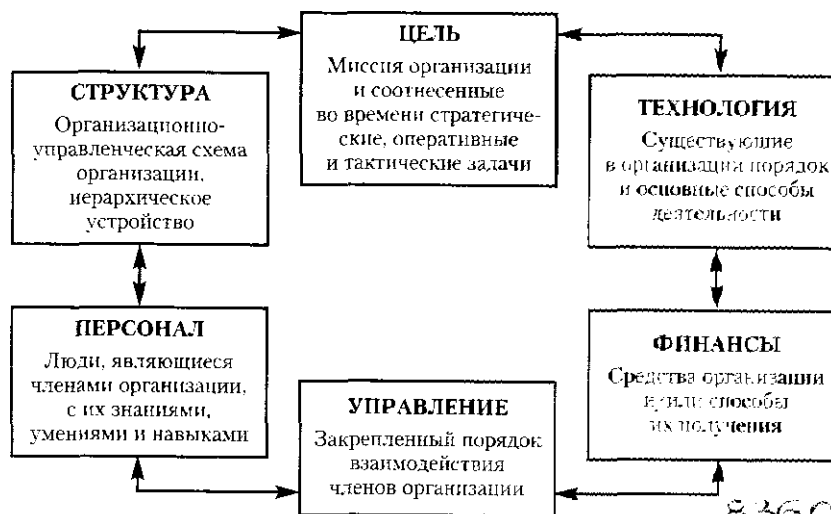 ЦЕЛЬ
Миссия организации
и соотнесенные
во времени стратегиче-
ские, оперативные
и тактические задачи
СТРУКТУРА
Организационно-
управленческая схема
организации,
иерархическое
устройство
ТЕХНОЛОГИЯ
Существующие
в организации порядок
и основные способы
деятельности
ПЕРСОНАЛ
Люди, являющиеся
членами организации,
с их знаниями,
умениями и навыками
УПРАВЛЕНИЕ
Закрепленный порядок
взаимодействия
членов организации
ФИНАНСЫ
Средства организации
и/или способы
их получения